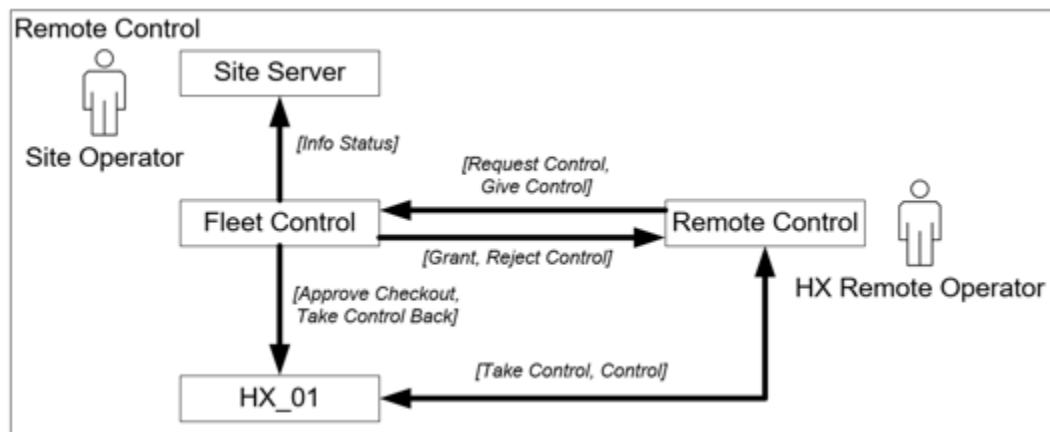 Remote Control
Site Server
Site Operator
[Info Status]
[Request Control,
Give Control]
Fleet Control
Remote Control
[Grant, Reject Control]
HX Remote Operator
[Approve Checkout,
Take Control Back]
[Take Control, Control]
HX_01